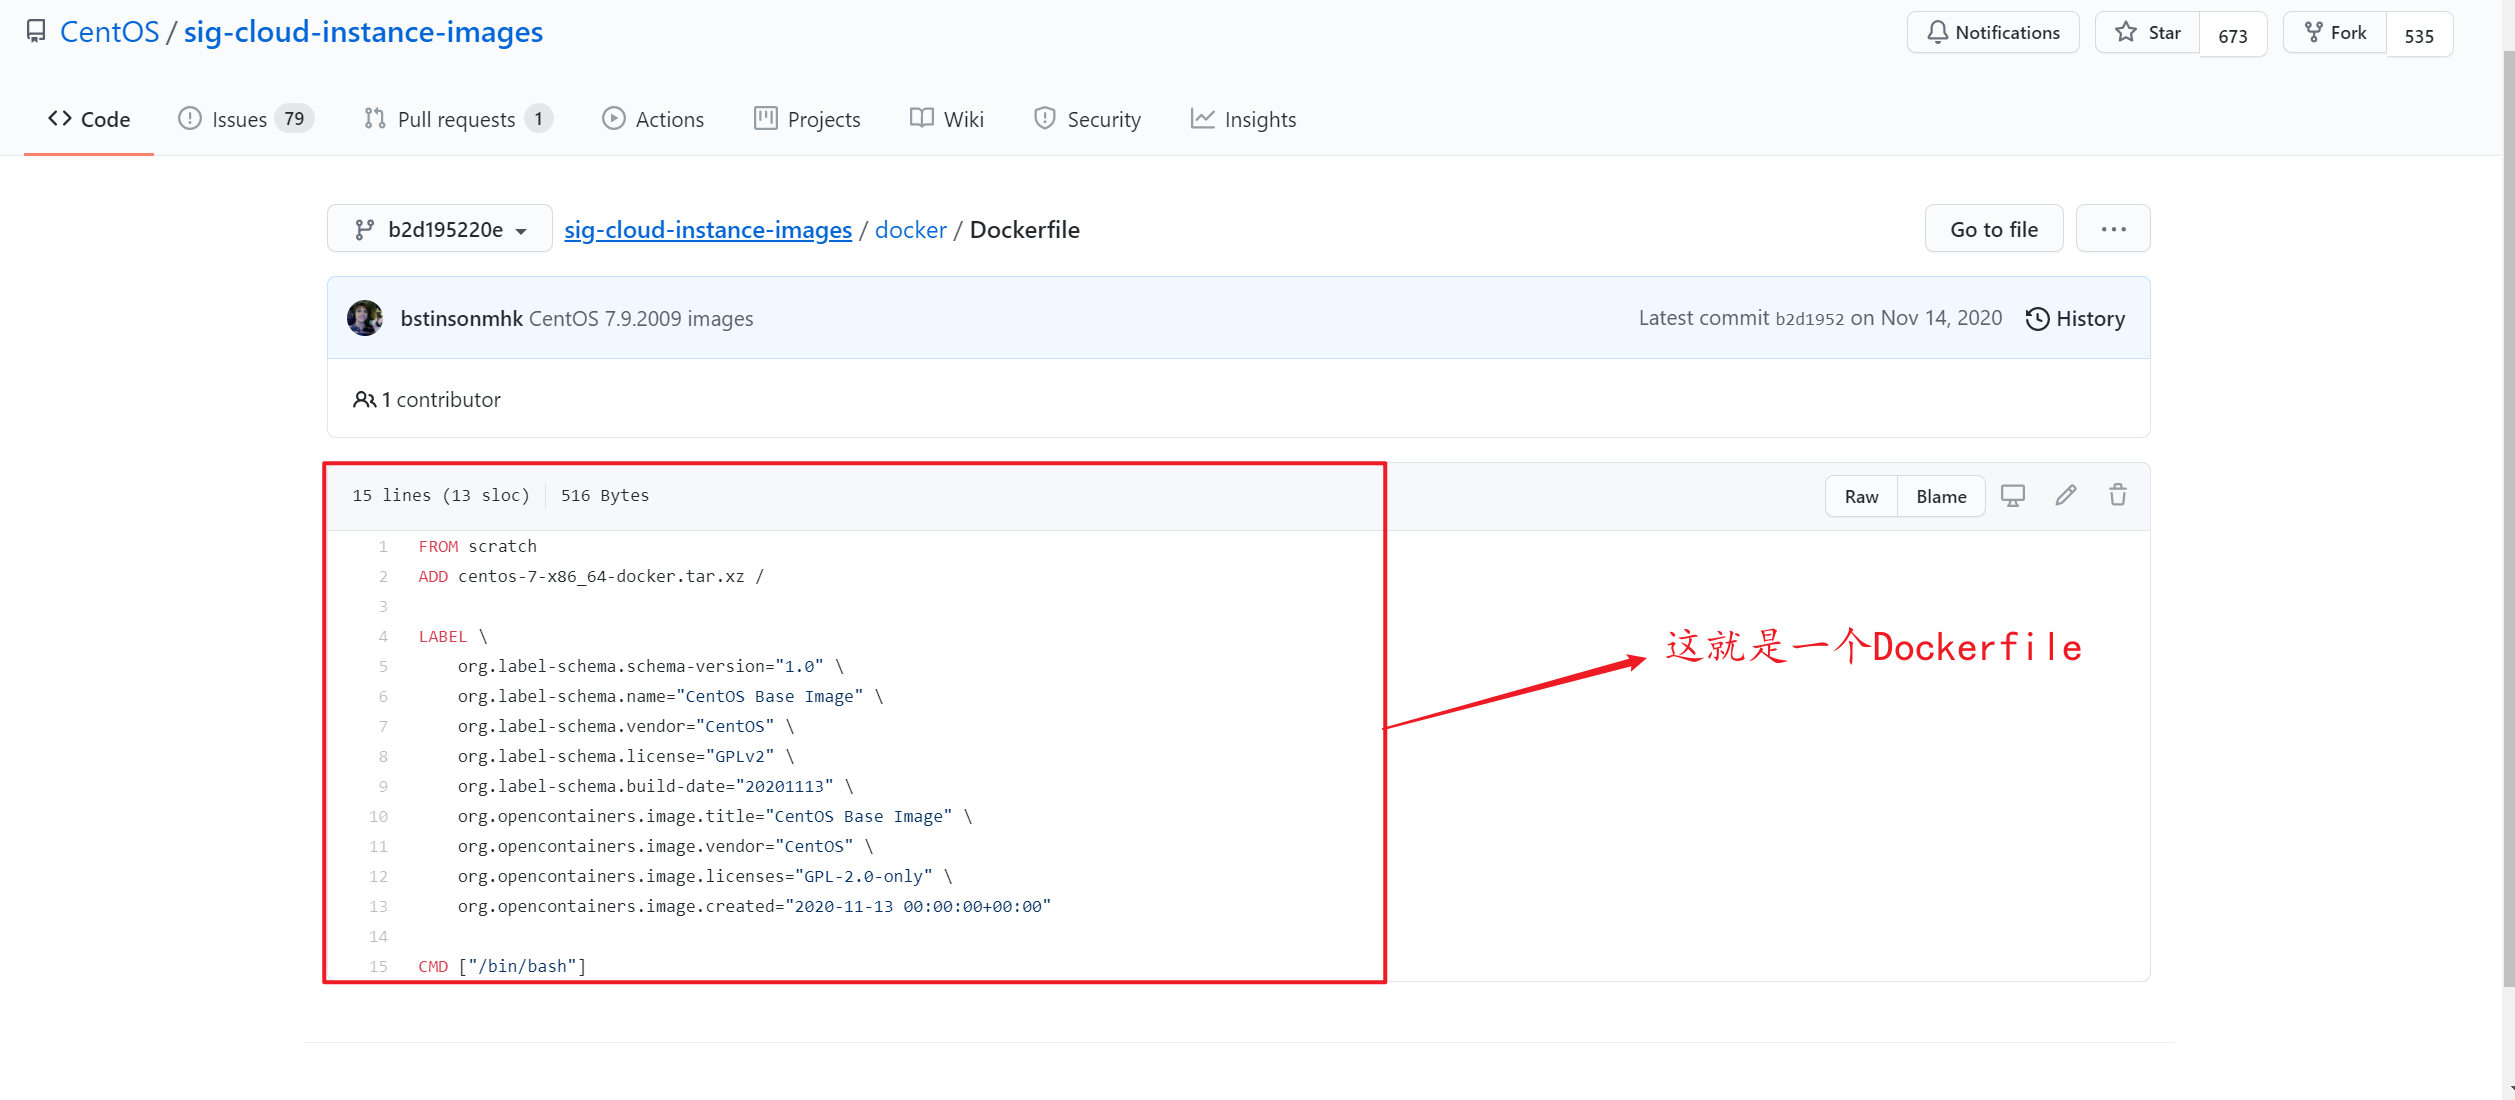 CentOS / sig-cloud-instance-images
Notifications
Star 673
Fork 535
Code
Issues 79
Pull requests 1
Actions
Projects
Wiki
Security
Insights
b2d195220e
sig-cloud-instance-images / docker / Dockerfile
Go to file
...
bstinsonmhk CentOS 7.9.2009 images
Latest commit b2d1952 on Nov 14, 2020
History
1 contributor
15 lines (13 sloc) 516 Bytes
Raw
Blame
1 FROM scratch
2 ADD centos-7-x86_64-docker.tar.xz /
3
4 LABEL \
5 org.label-schema.schema-version="1.0" \
6 org.label-schema.name="CentOS Base Image" \
7 org.label-schema.vendor="CentOS" \
8 org.label-schema.license="GPLv2" \
9 org.label-schema.build-date="20201113" \
10 org.opencontainers.image.title="CentOS Base Image" \
11 org.opencontainers.image.vendor="CentOS" \
12 org.opencontainers.image.licenses="GPL-2.0-only" \
13 org.opencontainers.image.created="2020-11-13 00:00:00+00:00"
14
15 CMD ["/bin/bash"]
这就是一个Dockerfile